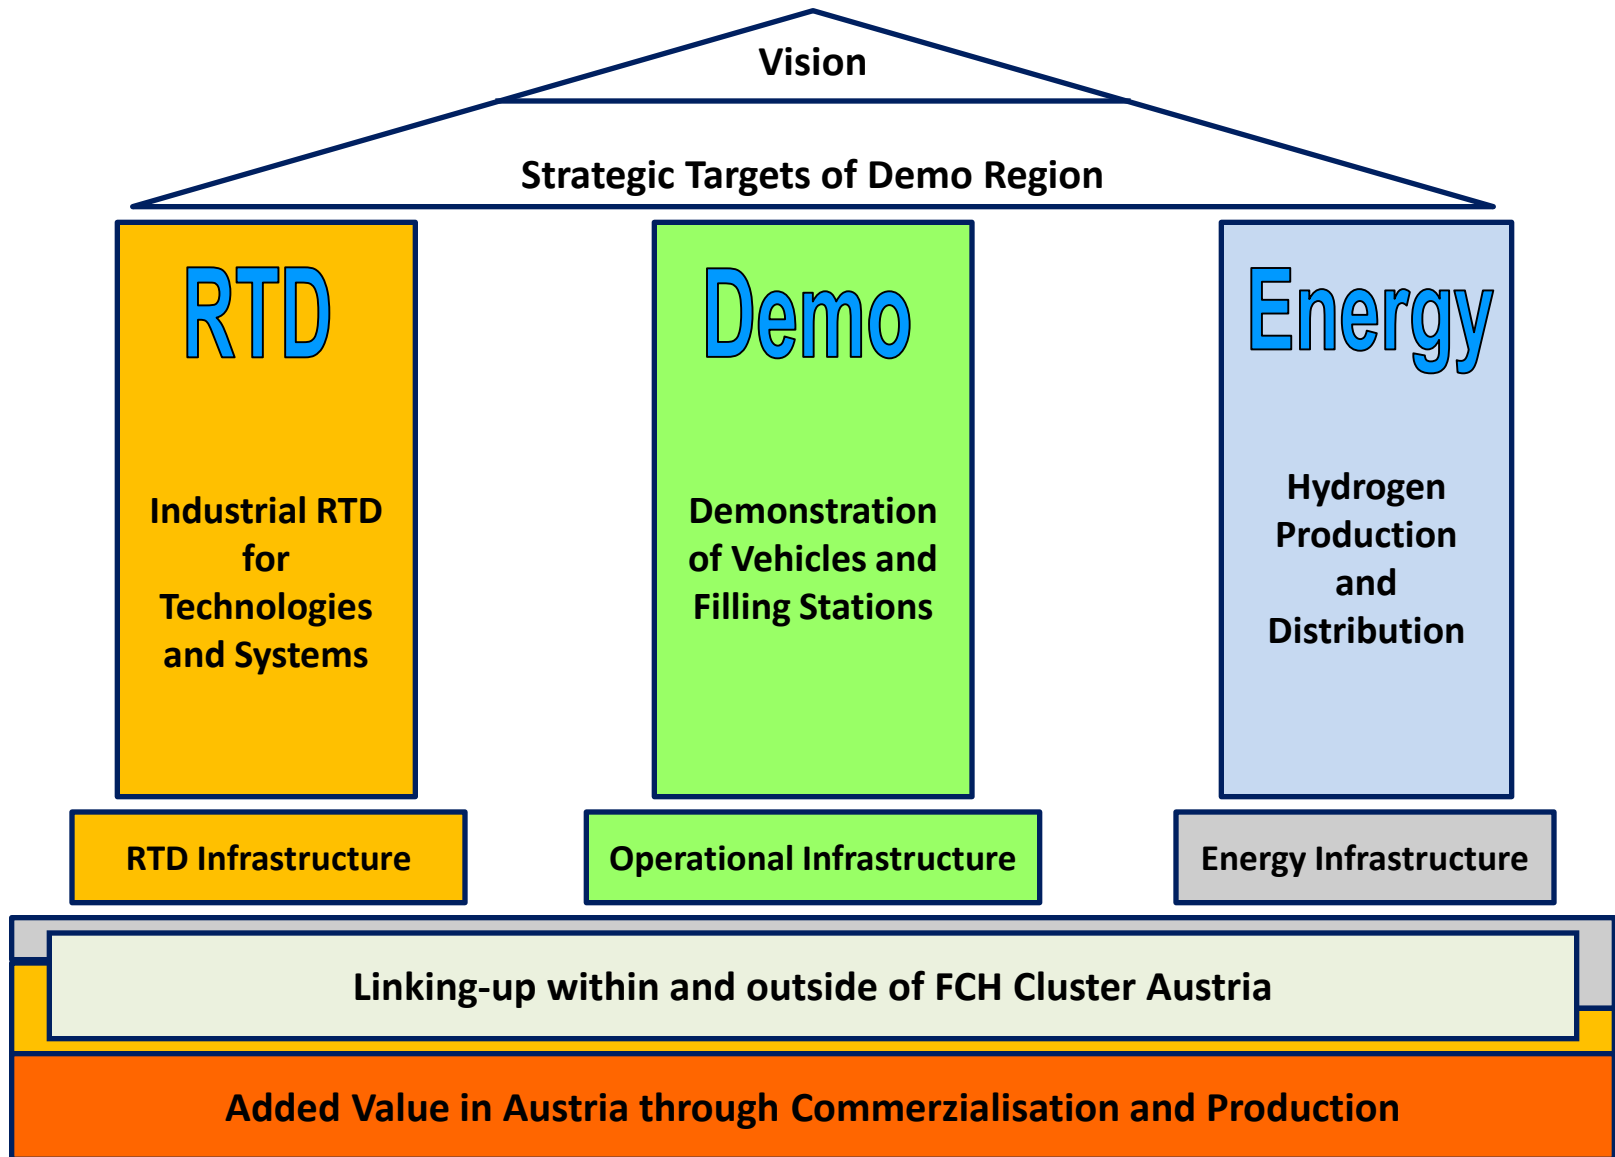 Vision
Strategic Targets of Demo Region
RTD
Industrial RTD
for
Technologies
and Systems
Demo
Demonstration
of Vehicles and
Filling Stations
Energy
Hydrogen
Production
and
Distribution
RTD Infrastructure
Operational Infrastructure
Energy Infrastructure
Linking-up within and outside of FCH Cluster Austria
Added Value in Austria through Commerzialisation and Production